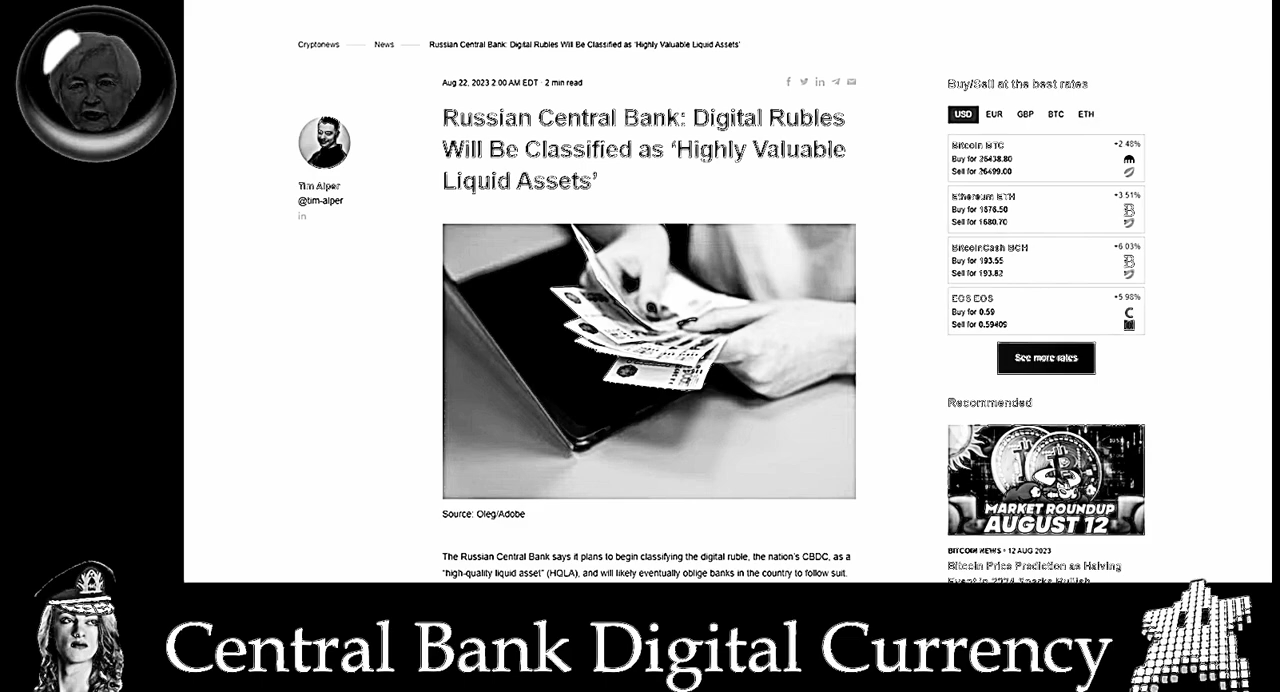 Cryptonews News Russian Central Bank: Digital Rubles Will Be Classified as 'Highly Valuable Liquid Assets'
Aug 22, 2023 2:00 AM EDT · 2 min read
Tim Alper
@tim-alper
in
Russian Central Bank: Digital Rubles
Will Be Classified as 'Highly Valuable
Liquid Assets'
Source: Oleg/Adobe
The Russian Central Bank says it plans to begin classifying the digital ruble, the nation's CBDC, as a
"high-quality liquid asset" (HQLA), and will likely eventually oblige banks in the country to follow suit.
Buy/Sell at the best rates
USD EUR GBP BTC ETH
Bitcoin BTC +2.48%
Buy for 26438.80
Sell for 26499.00
Ethereum ETH +3.51%
Buy for 1676.50
Sell for 1680.70
BitcoinCash BCH +6.03%
Buy for 193.55
Sell for 193.82
EOS EOS +5.98%
Buy for 0.59
Sell for 0.59409
See more rates
Recommended
MARKET ROUNDUP
AUGUST 12
BITCOIN NEWS • 12 AUG 2023
Bitcoin Price Prediction as Halving
Event in 2024 Sparks Bullish
Central Bank Digital Currency